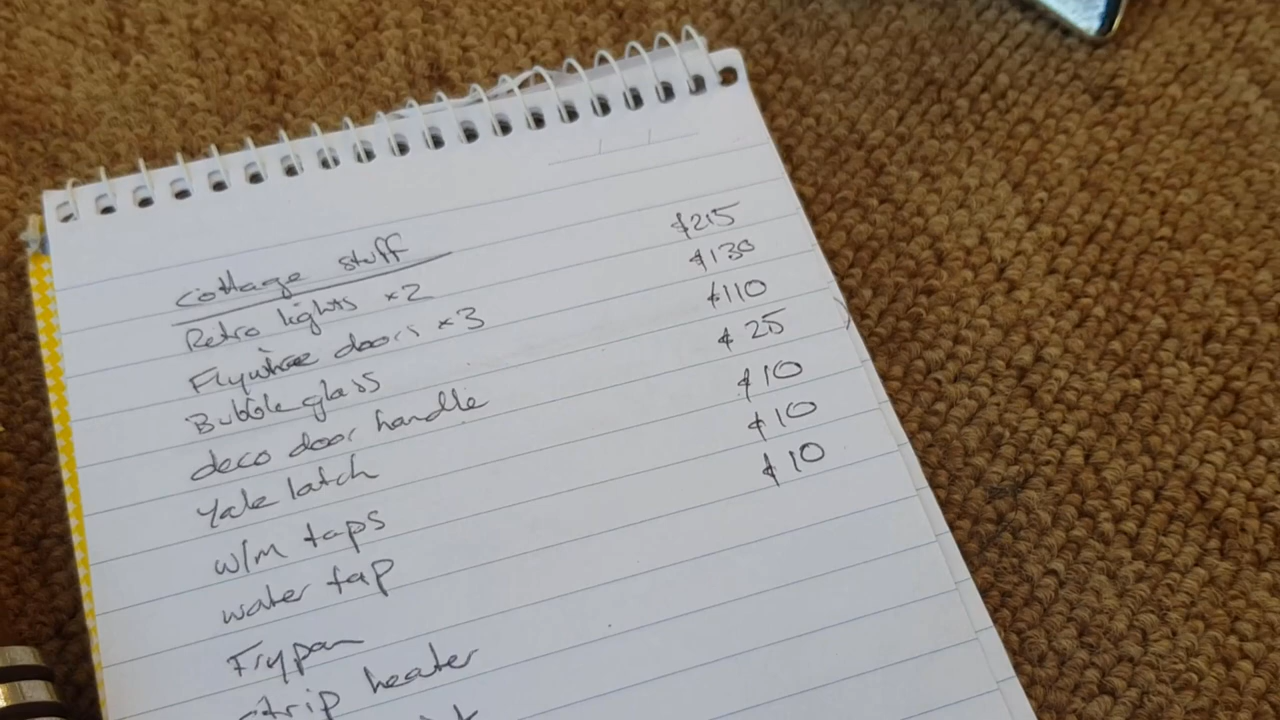 Cottage stuff
Retro lights x2 $215
Flywire doors x3 $130
Bubble glass $110
deco door handle $25
Yale latch $10
w/m taps $10
water tap $10
Frypan
strip heater